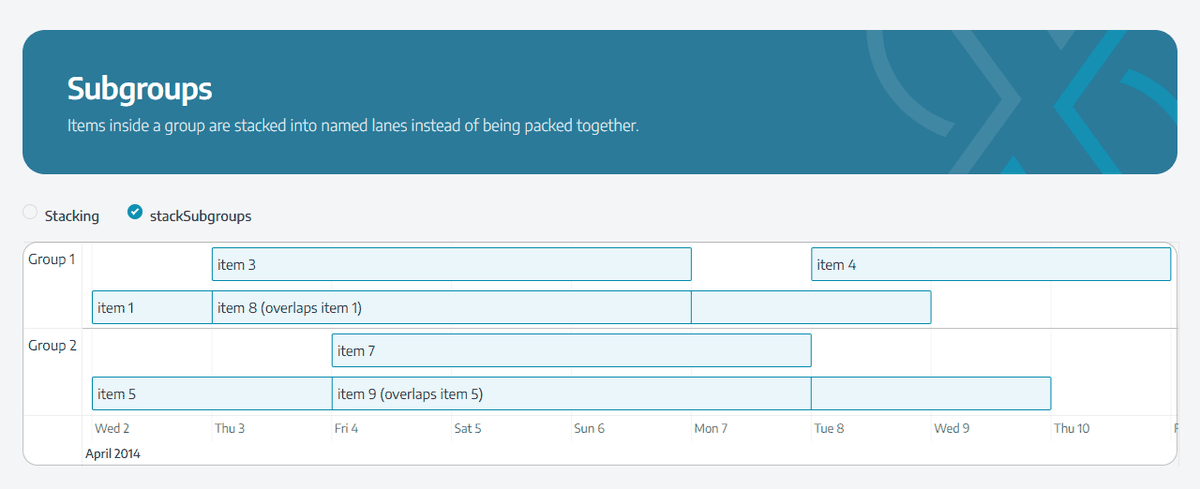 Subgroups
Items inside a group are stacked into named lanes instead of being packed together.
Stacking
stackSubgroups
Group 1
item 3
item 4
item 1
item 8 (overlaps item 1)
Group 2
item 7
item 5
item 9 (overlaps item 5)
Wed 2 Thu 3 Fri 4 Sat 5 Sun 6 Mon 7 Tue 8 Wed 9 Thu 10
April 2014